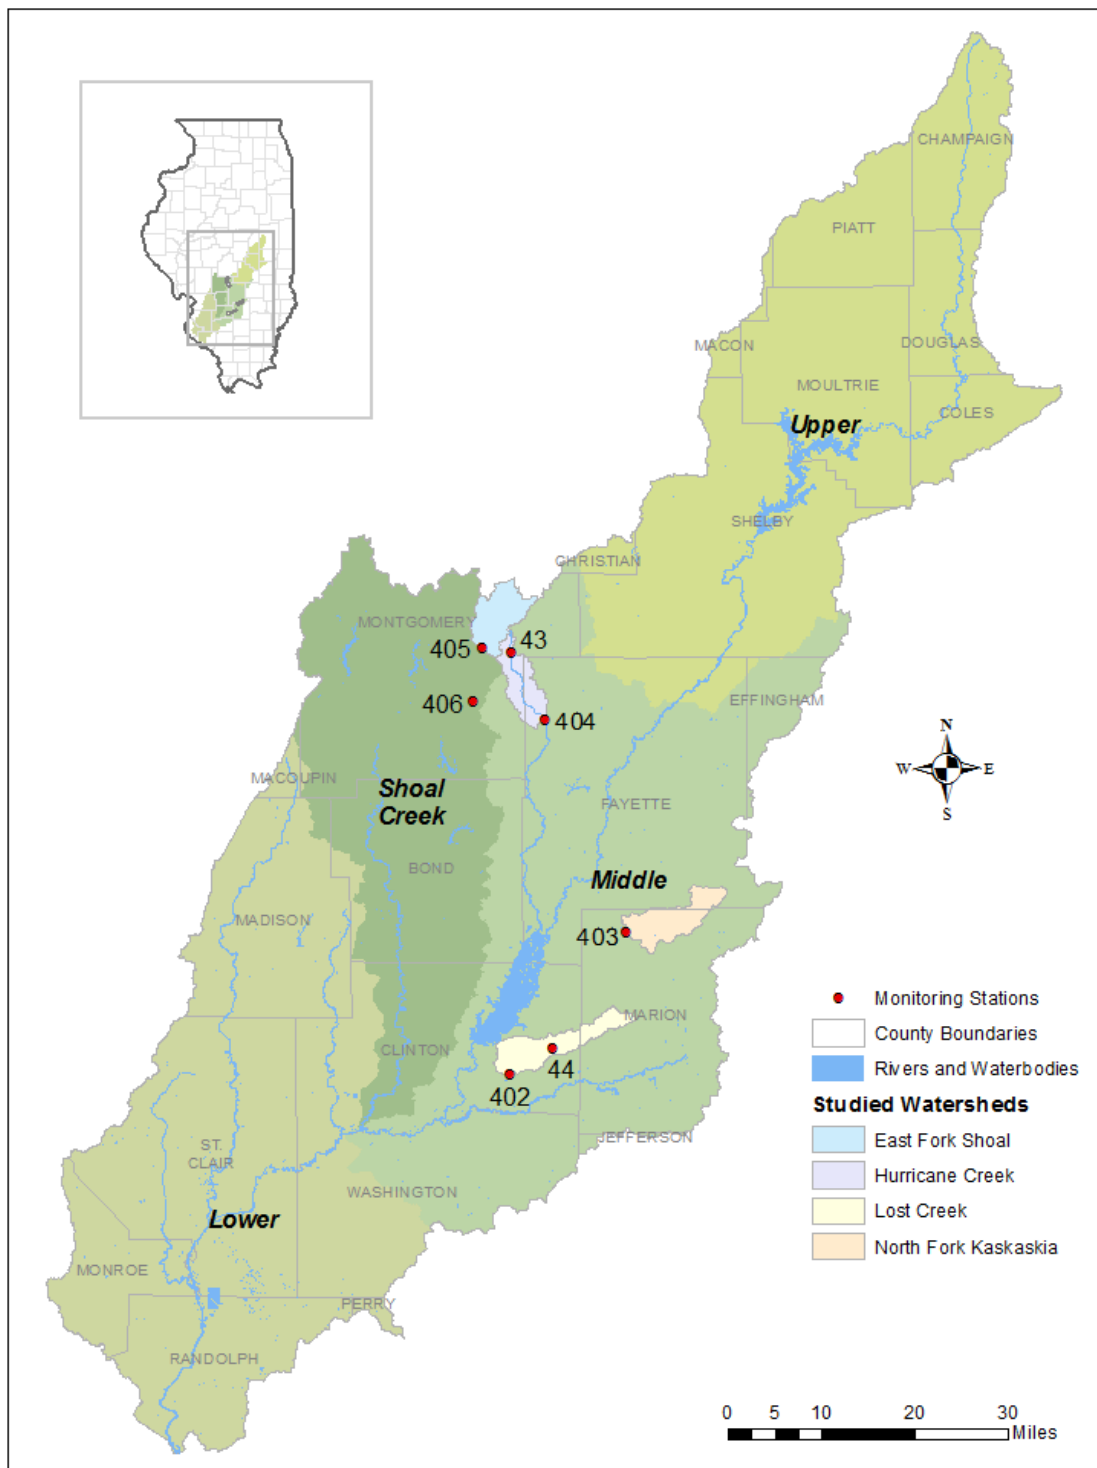 CHAMPAIGN
PIATT
DOUGLAS
MACON
MOULTRIE
COLES
Upper
SHELBY
CHRISTIAN
MONTGOMERY
43
405
406
404
EFFINGHAM
N
W
E
S
MACOUPIN
Shoal
Creek
FAYETTE
BOND
Middle
MADISON
403
MARION
CLINTON
44
402
JEFFERSON
ST.
CLAIR
WASHINGTON
Lower
MONROE
PERRY
RANDOLPH
Monitoring Stations
County Boundaries
Rivers and Waterbodies
Studied Watersheds
East Fork Shoal
Hurricane Creek
Lost Creek
North Fork Kaskaskia
0 5 10 20 30
Miles